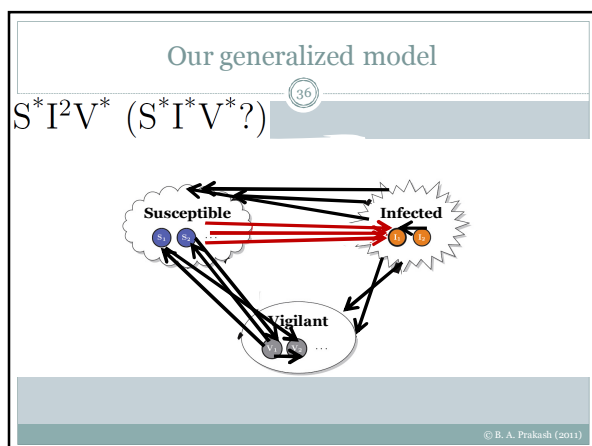 Our generalized model
36
S*I²V* (S*I*V*?)
Susceptible
Infected
S₁ S₂ ...
I₁ I₂
Vigilant
V₁ V₂ ...
© B. A. Prakash (2011)